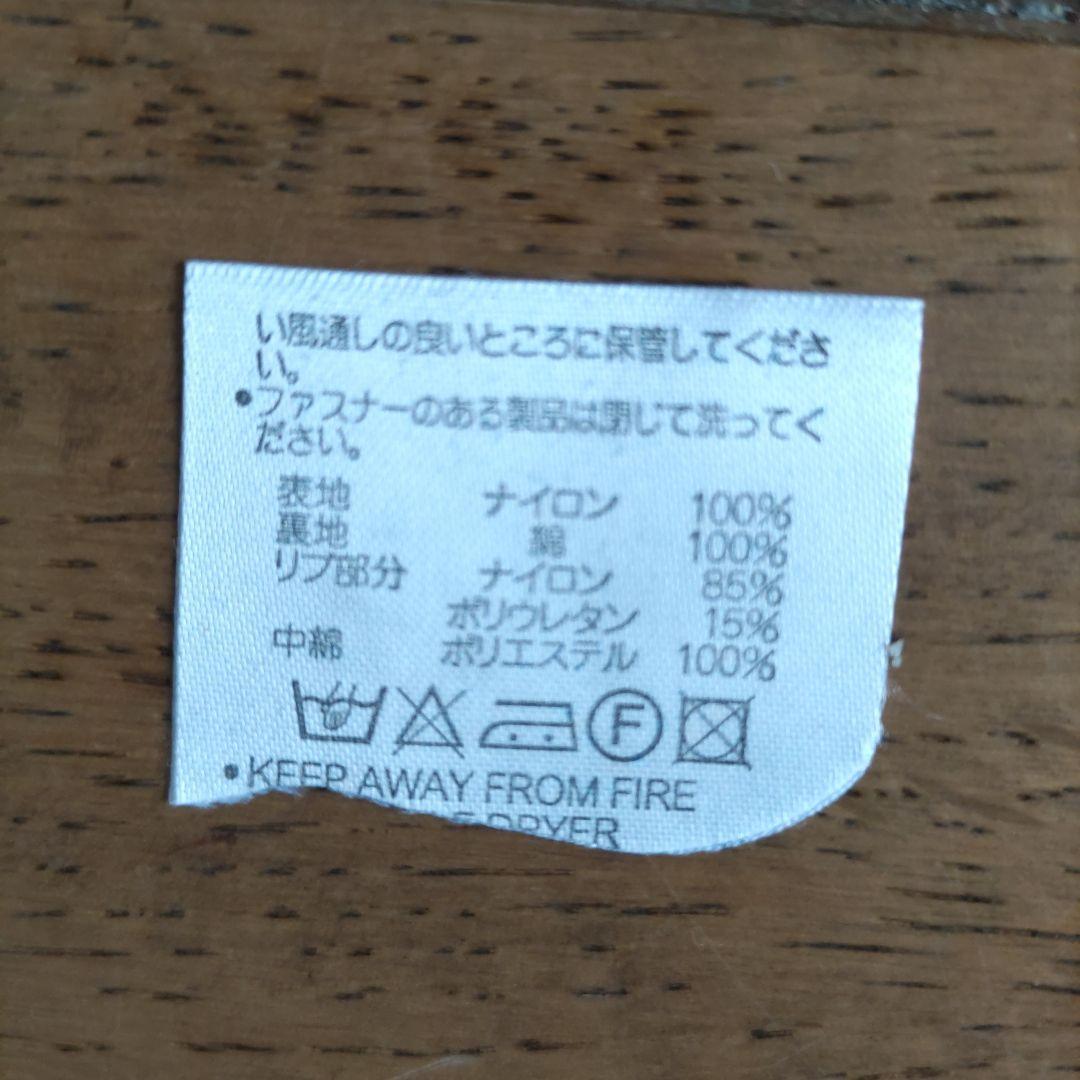 い風通しの良いところに保管してくださ
い。
•ファスナーのある製品は閉じて洗ってく
ださい。
表地 ナイロン 100%
裏地 綿 100%
リブ部分 ナイロン 85%
ポリウレタン 15%
中綿 ポリエステル 100%
F
•KEEP AWAY FROM FIRE
DRYER